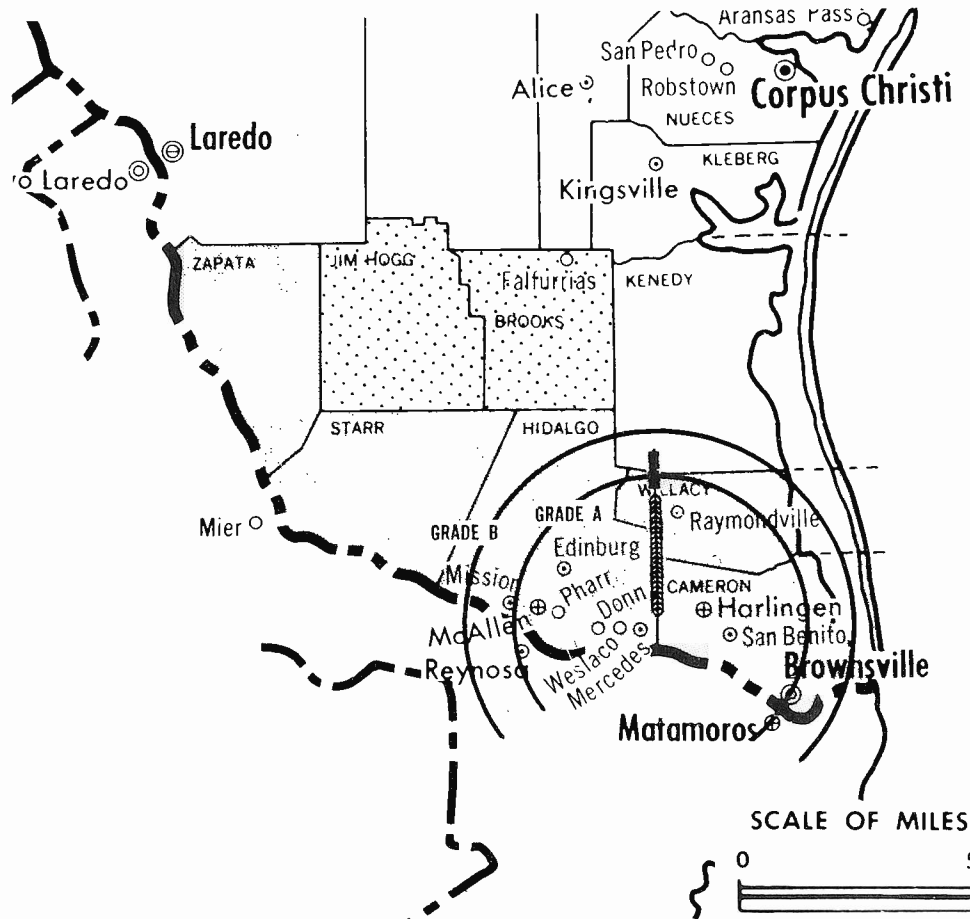 Aransas Pass
San Pedro
Alice
Robstown
Corpus Christi
NUECES
Laredo
KLEBERG
o Laredo
Kingsville
ZAPATA
JIM HOGG
Falfurrias
KENEDY
BROOKS
STARR
HIDALGO
WILLACY
GRADE A
Raymondville
Mier
GRADE B
Edinburg
Mission
Pharr
CAMERON
Donn
Harlingen
McAllen
San Benito
Weslaco
Reynosa
Mercedes
Brownsville
Matamoros
SCALE OF MILES
0